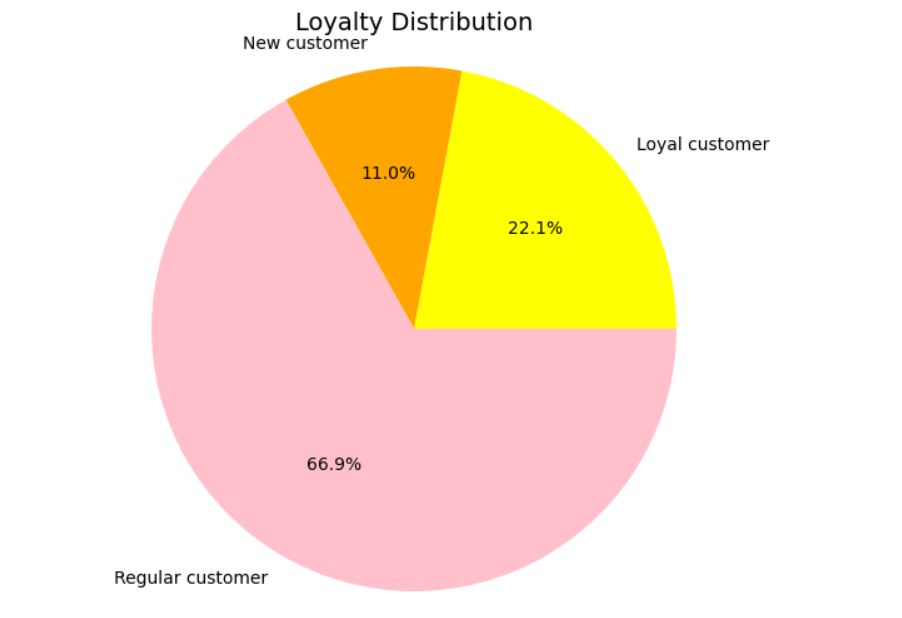 Loyalty Distribution
New customer
Loyal customer
11.0%
22.1%
66.9%
Regular customer